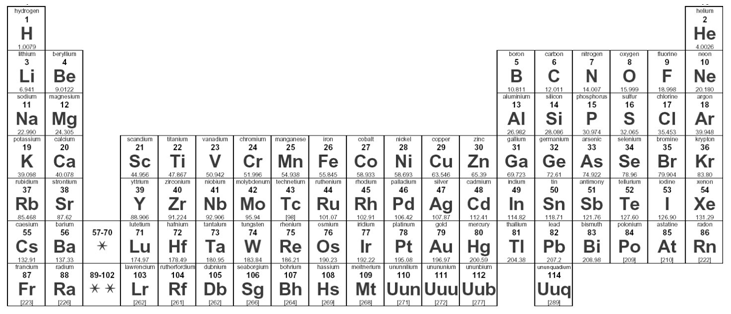 hydrogen helium
1 2
H He
1.0079 4.0026
lithium beryllium boron carbon nitrogen oxygen fluorine neon
3 4 5 6 7 8 9 10
Li Be B C N O F Ne
6.941 9.0122 10.811 12.011 14.007 15.999 18.998 20.180
sodium magnesium aluminium silicon phosphorus sulfur chlorine argon
11 12 13 14 15 16 17 18
Na Mg Al Si P S Cl Ar
22.990 24.305 26.982 28.086 30.974 32.065 35.453 39.948
potassium calcium scandium titanium vanadium chromium manganese iron cobalt nickel copper zinc gallium germanium arsenic selenium bromine krypton
19 20 21 22 23 24 25 26 27 28 29 30 31 32 33 34 35 36
K Ca Sc Ti V Cr Mn Fe Co Ni Cu Zn Ga Ge As Se Br Kr
39.098 40.078 44.956 47.867 50.942 51.996 54.938 55.845 58.933 58.693 63.546 65.39 69.723 72.61 74.922 78.96 79.904 83.80
rubidium strontium yttrium zirconium niobium molybdenum technetium ruthenium rhodium palladium silver cadmium indium tin antimony tellurium iodine xenon
37 38 39 40 41 42 43 44 45 46 47 48 49 50 51 52 53 54
Rb Sr Y Zr Nb Mo Tc Ru Rh Pd Ag Cd In Sn Sb Te I Xe
85.468 87.62 88.906 91.224 92.906 95.94 [98] 101.07 102.91 106.42 107.87 112.41 114.82 118.71 121.76 127.60 126.90 131.29
caesium barium lutetium hafnium tantalum tungsten rhenium osmium iridium platinum gold mercury thallium lead bismuth polonium astatine radon
55 56 57-70 71 72 73 74 75 76 77 78 79 80 81 82 83 84 85 86
Cs Ba * Lu Hf Ta W Re Os Ir Pt Au Hg Tl Pb Bi Po At Rn
132.91 137.33 174.97 178.49 180.95 183.84 186.21 190.23 192.22 195.08 196.97 200.59 204.38 207.2 208.98 [209] [210] [222]
francium radium lawrencium rutherfordium dubnium seaborgium bohrium hassium meitnerium ununnilium unununium ununbium ununquadium
87 88 89-102 103 104 105 106 107 108 109 110 111 112 114
Fr Ra * * Lr Rf Db Sg Bh Hs Mt Uun Uuu Uub Uuq
[223] [226] [262] [261] [262] [266] [264] [269] [268] [271] [272] [277] [289]